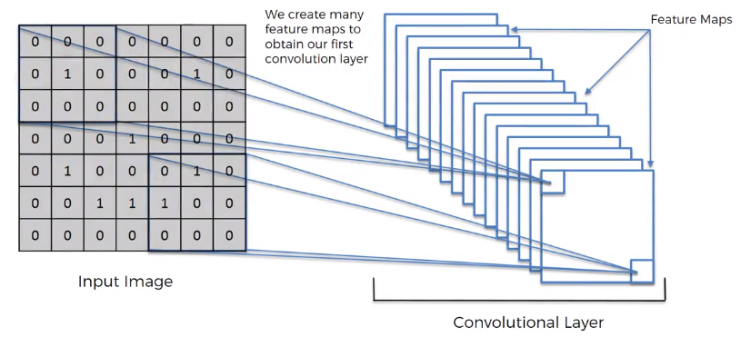 We create many
feature maps to
obtain our first
convolution layer
Feature Maps
0 0 0 0 0 0 0
0 1 0 0 0 1 0
0 0 0 0 0 0 0
0 0 0 1 0 0 0
0 1 0 0 0 1 0
0 0 1 1 1 0 0
0 0 0 0 0 0 0
Input Image
Convolutional Layer